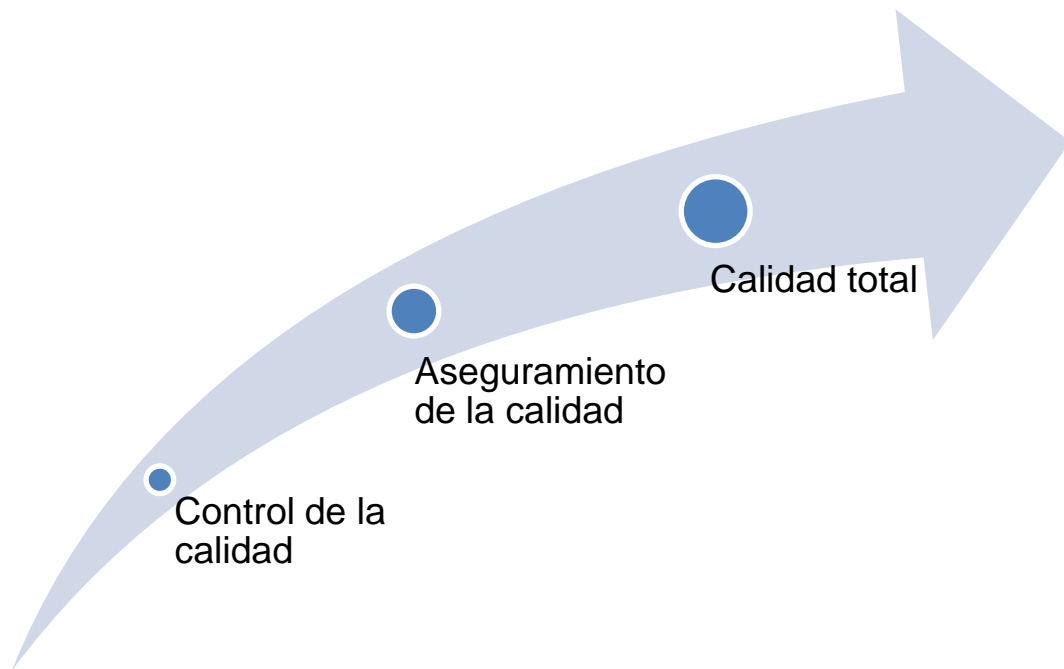 Calidad total
Aseguramiento
de la calidad
Control de la
calidad